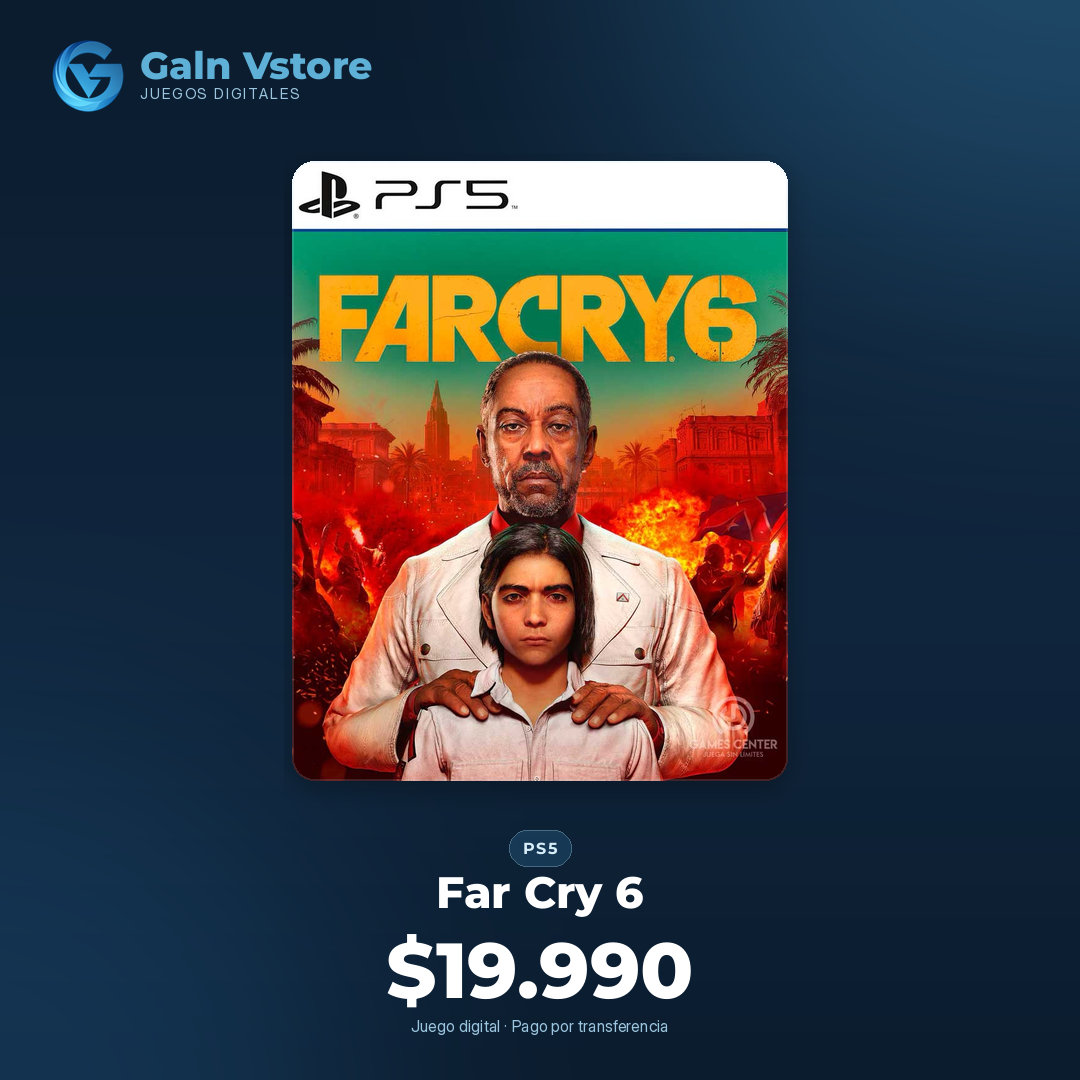 Galn Vstore
JUEGOS DIGITALES
PS5
FARCRY6
GAMES CENTER
JUEGA SIN LIMITES
PS5
Far Cry 6
$19.990
Juego digital · Pago por transferencia